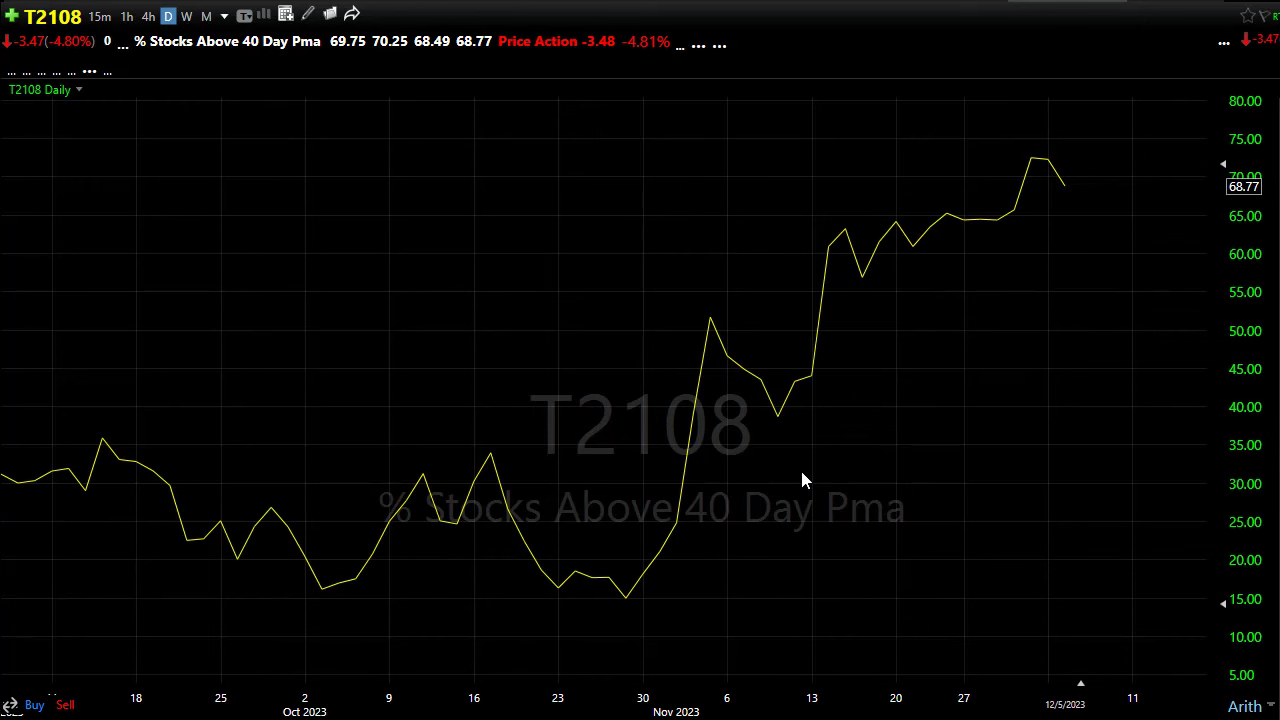 T2108 15m 1h 4h D W M
-3.47(-4.80%) 0 ... % Stocks Above 40 Day Pma 69.75 70.25 68.49 68.77 Price Action -3.48 -4.81% ... ... ... ... -3.47
... ... ... ... ... ... ...
T2108 Daily
80.00
75.00
70.00
68.77
65.00
60.00
55.00
50.00
45.00
40.00
35.00
30.00
25.00
20.00
15.00
10.00
5.00
T2108
% Stocks Above 40 Day Pma
18 25 2 9 16 23 30 6 13 20 27 11
Buy Sell Oct 2023 Nov 2023 12/5/2023 Arith